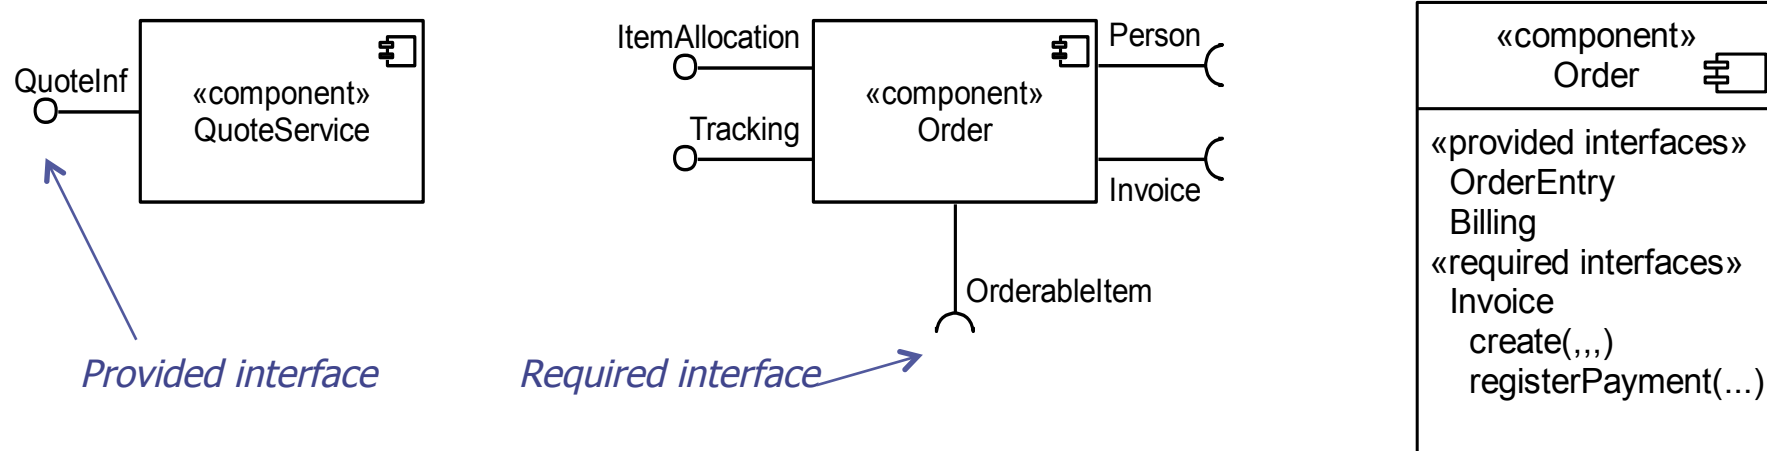 QuoteInf
«component»
QuoteService
Provided interface
ItemAllocation
Tracking
«component»
Order
Person
Invoice
OrderableItem
Required interface
«component»
Order
«provided interfaces»
OrderEntry
Billing
«required interfaces»
Invoice
create(,,,)
registerPayment(...)